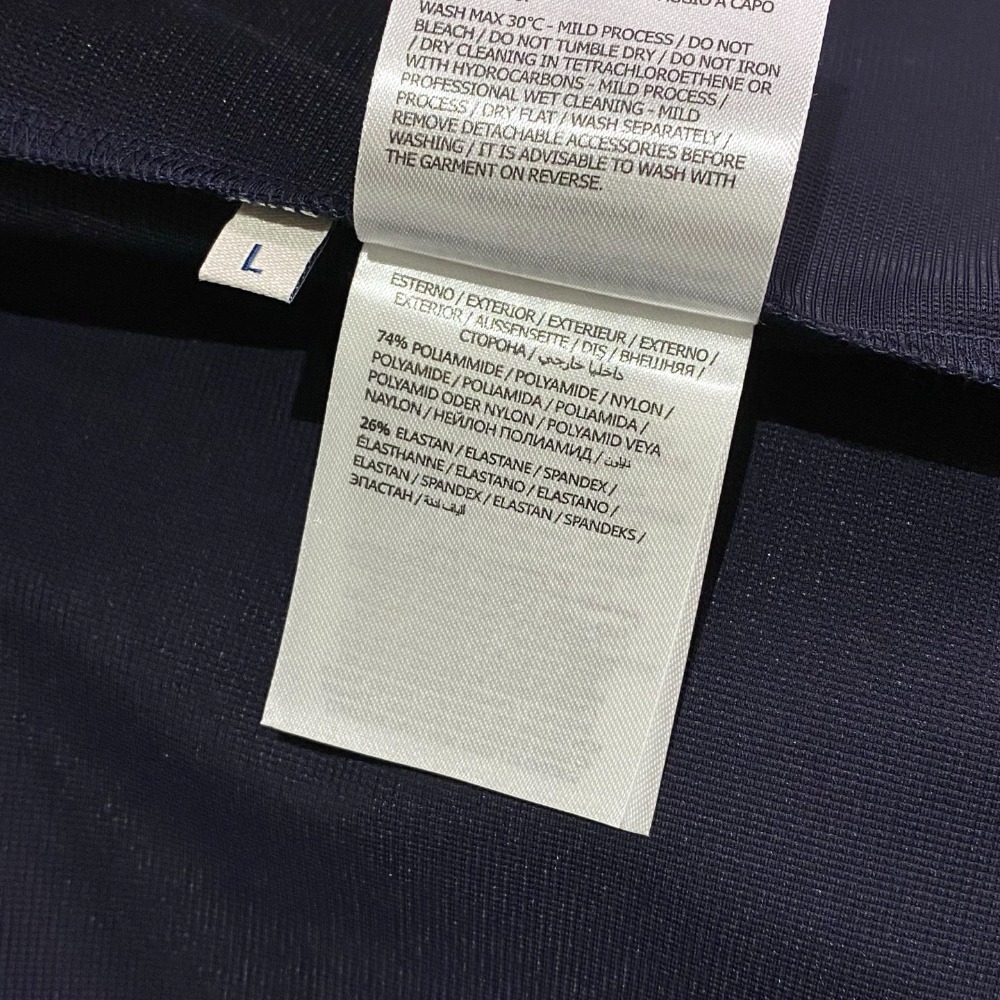 A CAPO
WASH MAX 30°C - MILD PROCESS / DO NOT
BLEACH / DO NOT TUMBLE DRY / DO NOT IRON
/ DRY CLEANING IN TETRACHLOROETHENE OR
WITH HYDROCARBONS - MILD PROCESS /
PROFESSIONAL WET CLEANING - MILD
PROCESS / DRY FLAT / WASH SEPARATELY /
REMOVE DETACHABLE ACCESSORIES BEFORE
WASHING / IT IS ADVISABLE TO WASH WITH
THE GARMENT ON REVERSE.
L
ESTERNO / EXTERIOR / EXTERIEUR / EXTERNO /
EXTERIOR / AUSSENSEITE / DIŞ / ВНЕШНЯЯ /
СТОРОНА /
74% POLIAMMIDE / POLYAMIDE / NYLON /
POLYAMIDE / POLIAMIDA / POLIAMIDA /
POLYAMID ODER NYLON / POLYAMID VEYA
NAYLON / НЕЙЛОН ПОЛИАМИД /
26% ELASTAN / ELASTANE / SPANDEX /
ÉLASTHANNE / ELASTANO / ELASTANO /
ELASTAN / SPANDEX / ELASTAN / SPANDEKS /
ЭПАСТАН /